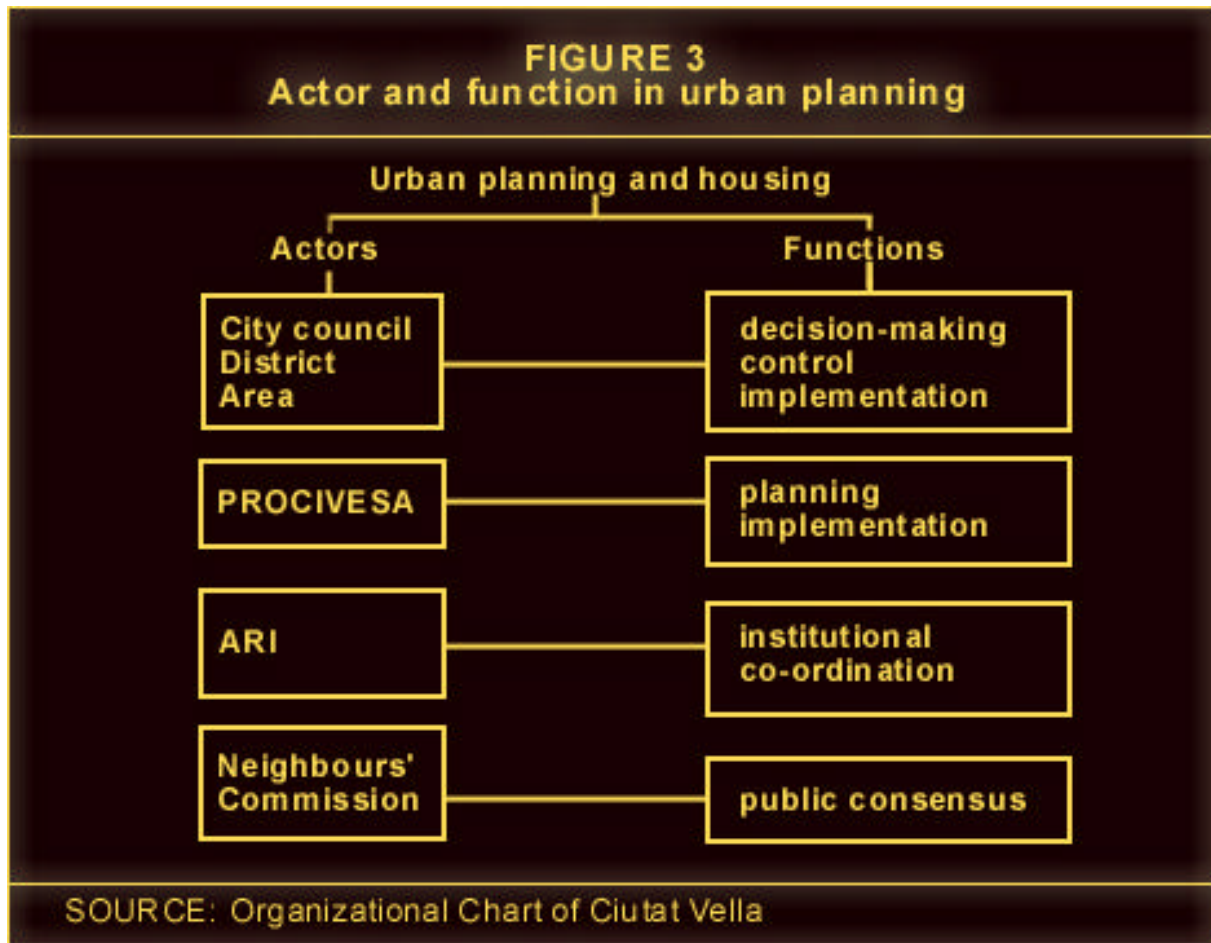 FIGURE 3
Actor and function in urban planning
Urban planning and housing
Actors
Functions
City council
District
Area
decision-making
control
implementation
PROCIVESA
planning
implementation
ARI
institutional
co-ordination
Neighbours'
Commission
public consensus
SOURCE: Organizational Chart of Ciutat Vella